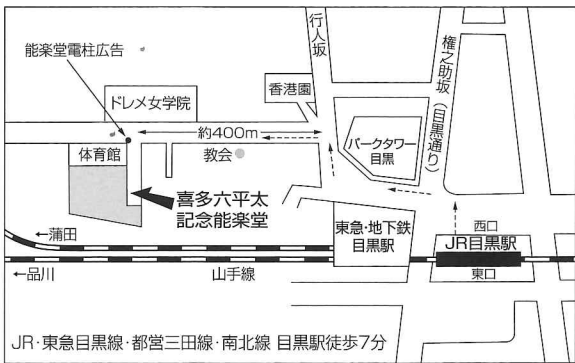 能楽堂電柱広告
ドレメ女学院
香港園
行人坂
権之助坂(目黒通り)
約400m
パークタワー
目黒
体育館
教会
喜多六平太
記念能楽堂
←蒲田
東急・地下鉄
目黒駅
西口
JR目黒駅
東口
←品川
山手線
JR・東急目黒線・都営三田線・南北線 目黒駅徒歩7分